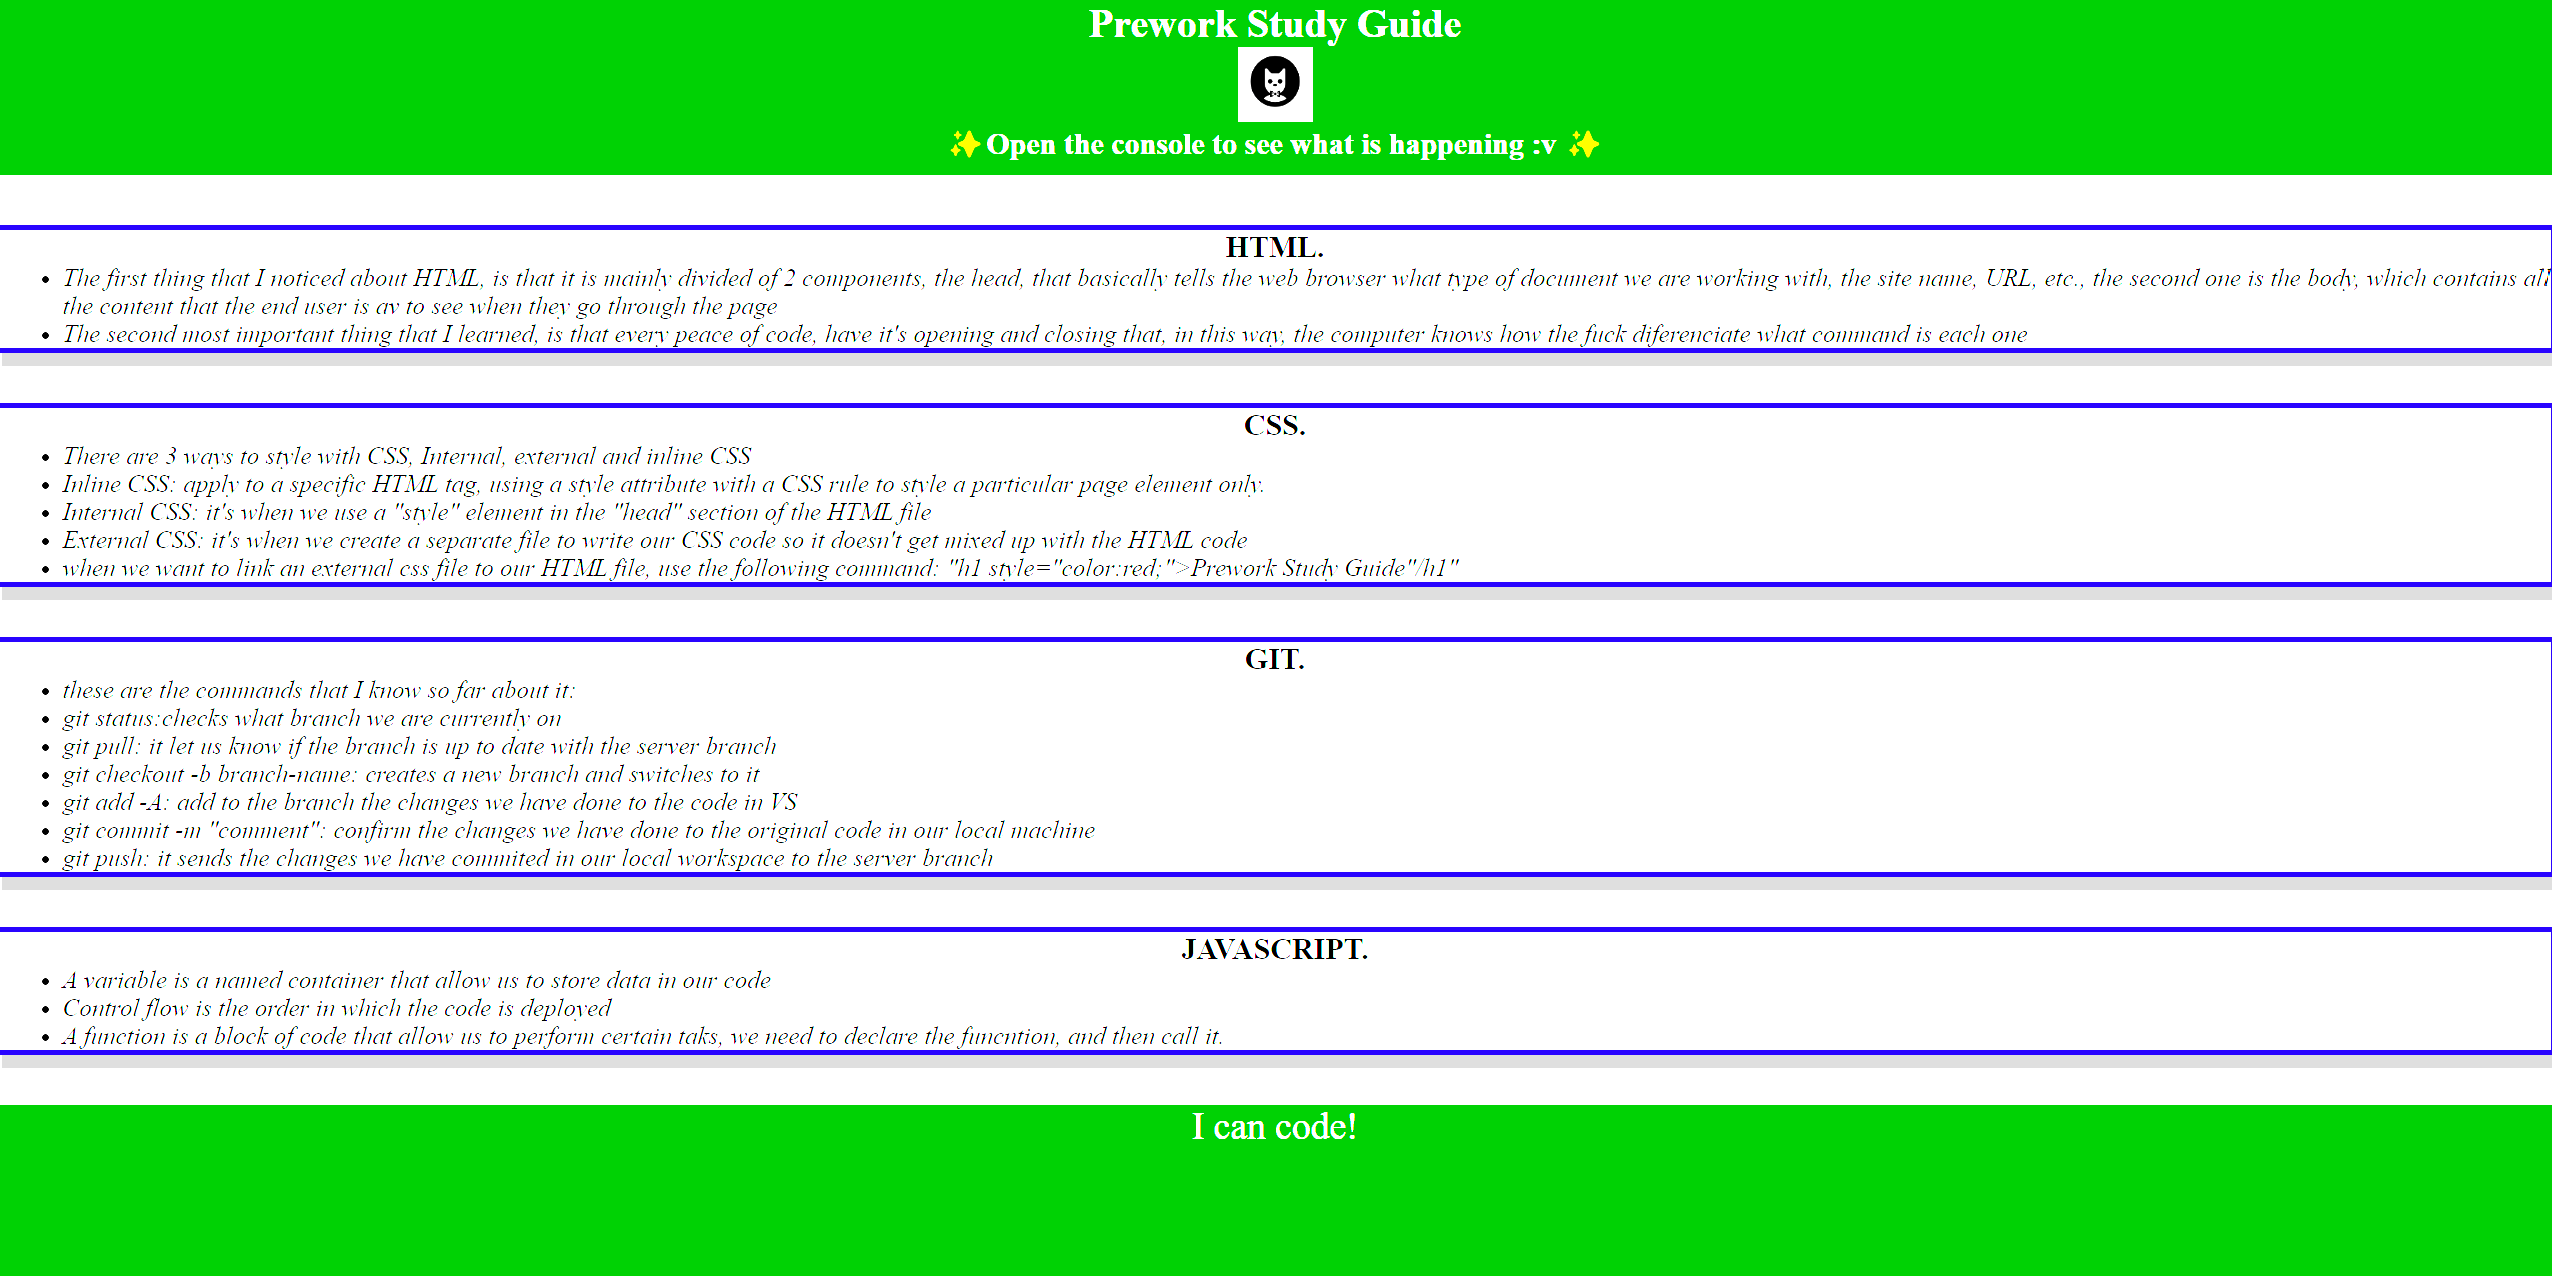 Prework Study Guide
✨Open the console to see what is happening :v ✨
HTML.
The first thing that I noticed about HTML, is that it is mainly divided of 2 components, the head, that basically tells the web browser what type of document we are working with, the site name, URL, etc., the second one is the body, which contains all
the content that the end user is av to see when they go through the page
The second most important thing that I learned, is that every peace of code, have it's opening and closing that, in this way, the computer knows how the fuck diferenciate what command is each one
CSS.
There are 3 ways to style with CSS, Internal, external and inline CSS
Inline CSS: apply to a specific HTML tag, using a style attribute with a CSS rule to style a particular page element only.
Internal CSS: it's when we use a "style" element in the "head" section of the HTML file
External CSS: it's when we create a separate file to write our CSS code so it doesn't get mixed up with the HTML code
when we want to link an external css file to our HTML file, use the following command: "h1 style="color:red;">Prework Study Guide"/h1"
GIT.
these are the commands that I know so far about it:
git status:checks what branch we are currently on
git pull: it let us know if the branch is up to date with the server branch
git checkout -b branch-name: creates a new branch and switches to it
git add -A: add to the branch the changes we have done to the code in VS
git commit -m "comment": confirm the changes we have done to the original code in our local machine
git push: it sends the changes we have commited in our local workspace to the server branch
JAVASCRIPT.
A variable is a named container that allow us to store data in our code
Control flow is the order in which the code is deployed
A function is a block of code that allow us to perform certain taks, we need to declare the funcntion, and then call it.
I can code!